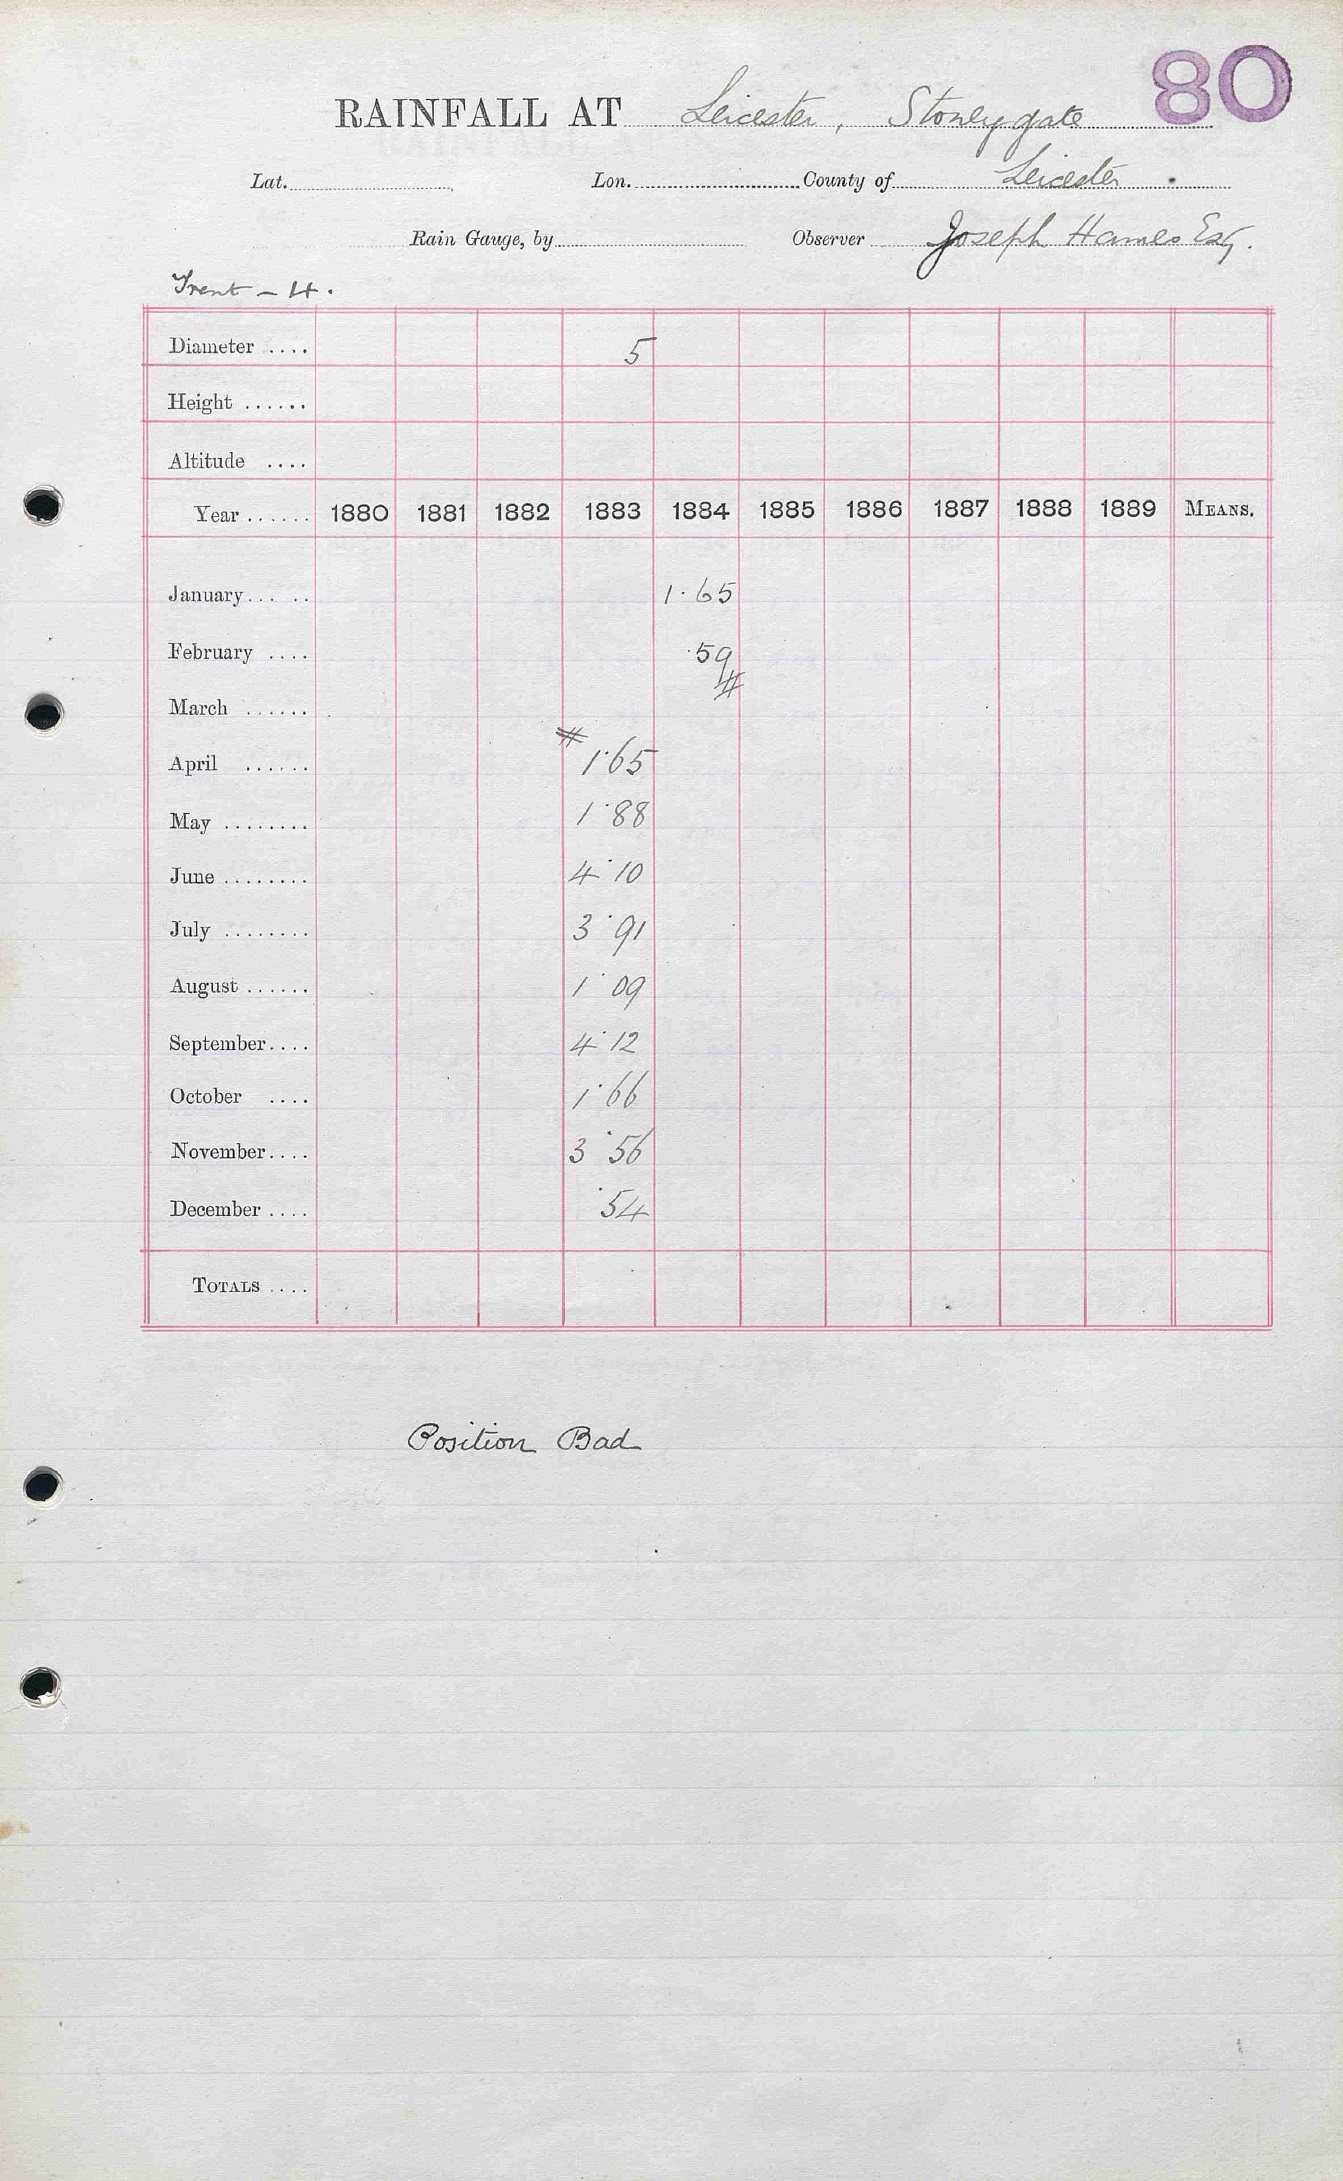 80
RAINFALL AT Leicester, Stoneygate
Lat. Lon. County of Leicester
Rain Gauge, by Observer Joseph Hames Esq.
Trent – 4.
Diameter .... 5
Height ......
Altitude ....
Year ...... 1880 1881 1882 1883 1884 1885 1886 1887 1888 1889 MEANS.
January ... .. 1·65
February .... ·59
#
March ......
#
April ...... 1·65
May ........ 1·88
June ........ 4·10
July ........ 3·91
August ...... 1·09
September.... 4·12
October .... 1·66
November.... 3·56
December .... ·54
TOTALS ....
Position Bad